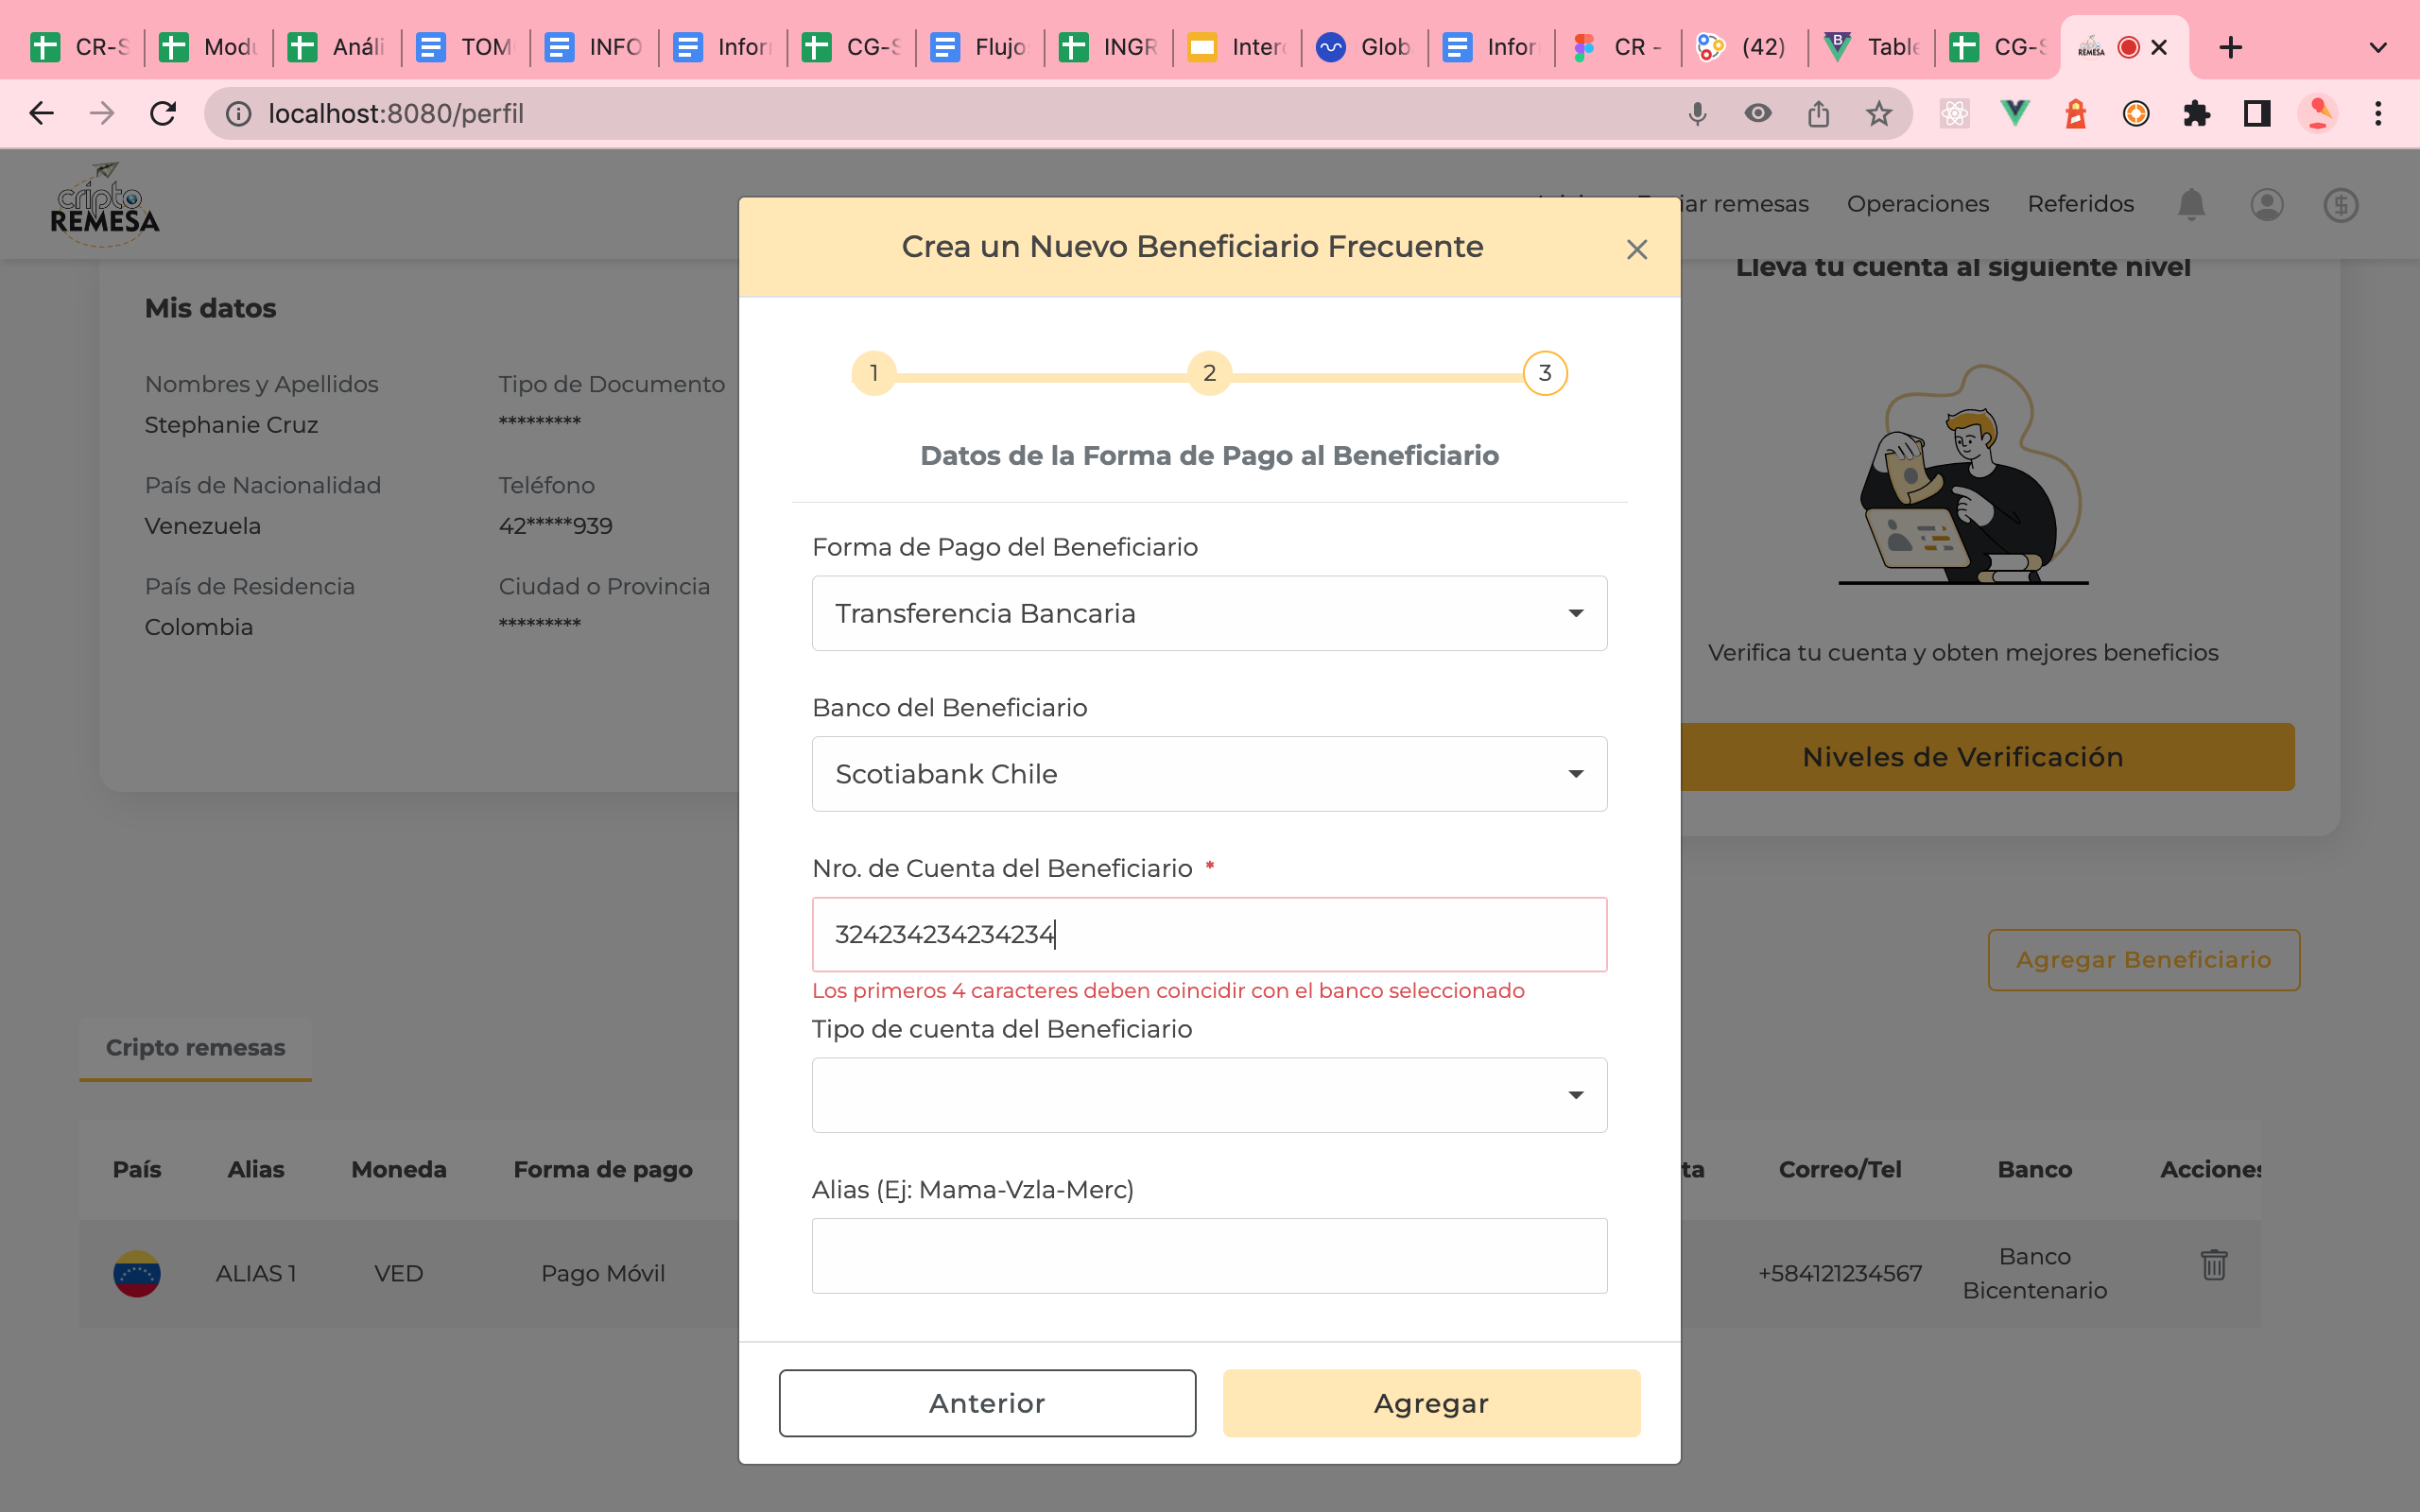 CR-S
Modu
Análi
TOM
INFO
Infor
CG-S
Flujo
INGR
Inter
Glob
Infor
CR -
(42)
Table
CG-S
REMESA
localhost:8080/perfil
cripto
REMESA
iar remesas
Operaciones
Referidos
Crea un Nuevo Beneficiario Frecuente
Lleva tu cuenta al siguiente nivel
Mis datos
1
2
3
Nombres y Apellidos
Tipo de Documento
Stephanie Cruz
*********
Datos de la Forma de Pago al Beneficiario
País de Nacionalidad
Teléfono
Venezuela
42*****939
Forma de Pago del Beneficiario
País de Residencia
Ciudad o Provincia
Transferencia Bancaria
Colombia
*********
Verifica tu cuenta y obten mejores beneficios
Banco del Beneficiario
Niveles de Verificación
Scotiabank Chile
Nro. de Cuenta del Beneficiario *
324234234234234
Agregar Beneficiario
Los primeros 4 caracteres deben coincidir con el banco seleccionado
Tipo de cuenta del Beneficiario
Cripto remesas
País
Alias
Moneda
Forma de pago
ta
Correo/Tel
Banco
Acciones
Alias (Ej: Mama-Vzla-Merc)
ALIAS 1
VED
Pago Móvil
+584121234567
Banco
Bicentenario
Anterior
Agregar